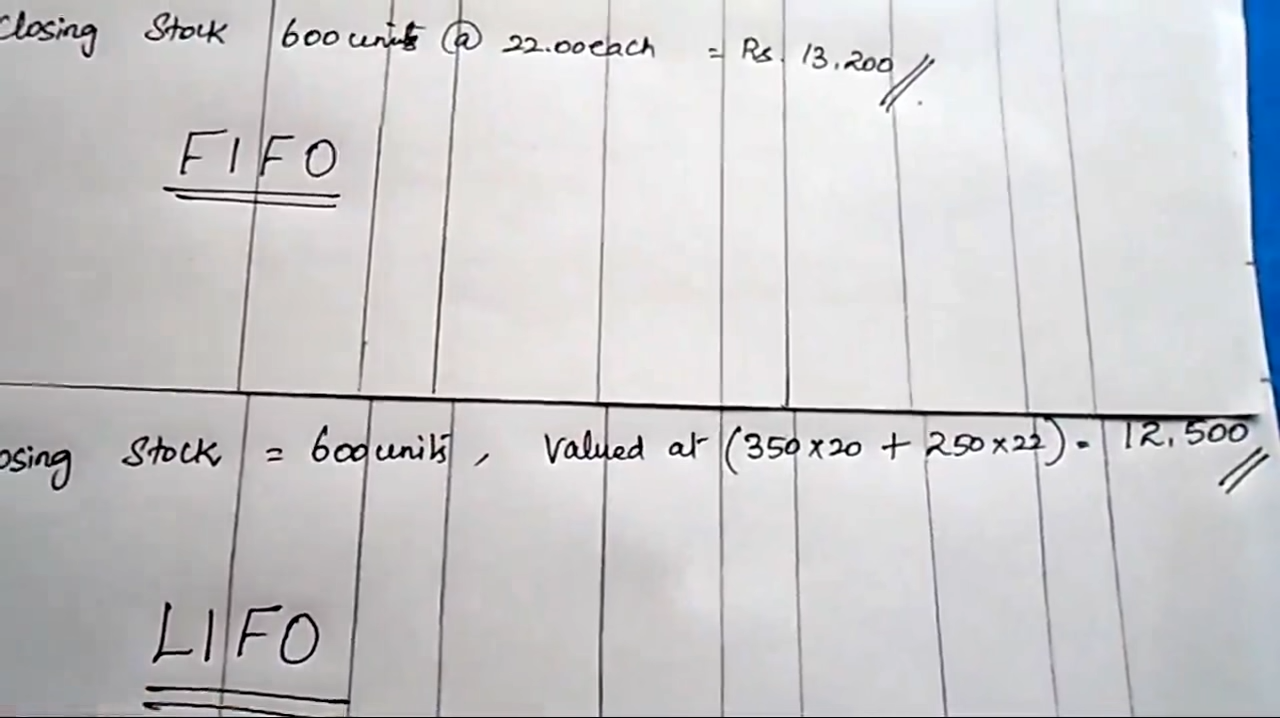 Closing Stock 600 units @ 22.00 each = Rs. 13,200
FIFO
osing Stock = 600 units, Valued at (350 x 20 + 250 x 22) = 12,500
LIFO